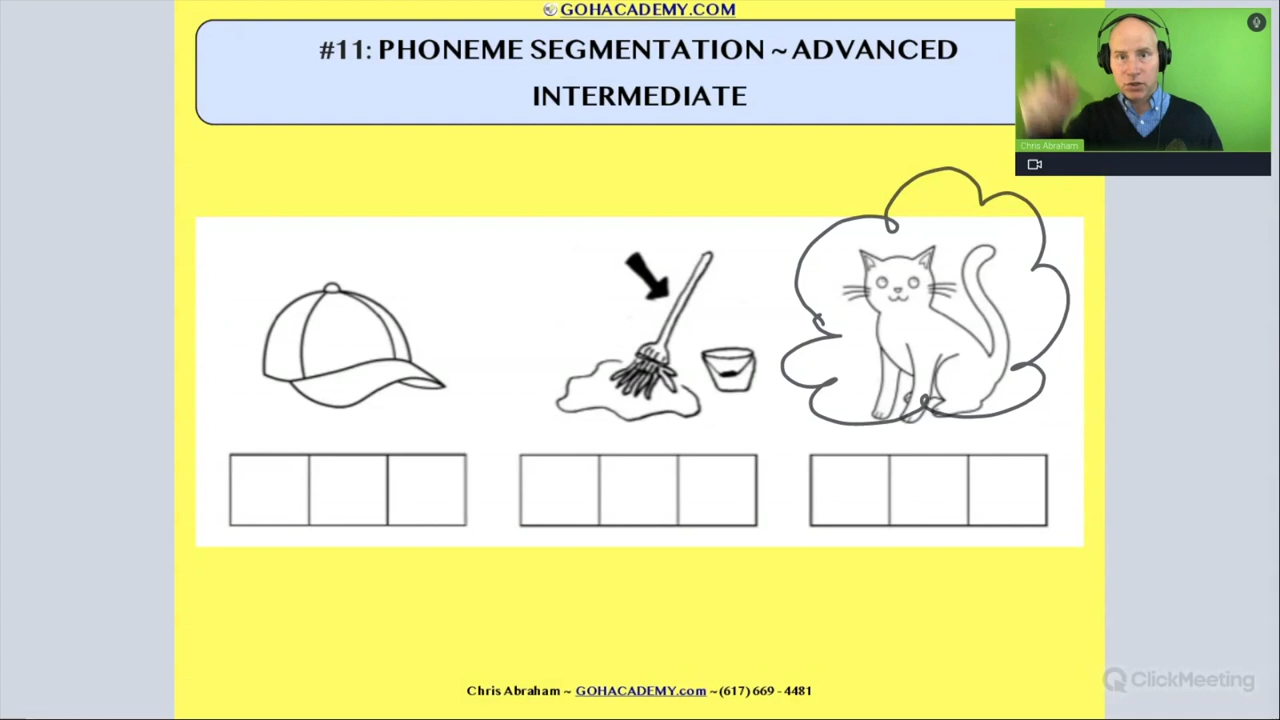 GOHACADEMY.COM
#11: PHONEME SEGMENTATION ~ ADVANCED
INTERMEDIATE
Chris Abraham
Chris Abraham ~ GOHACADEMY.com ~(617) 669 - 4481
ClickMeeting